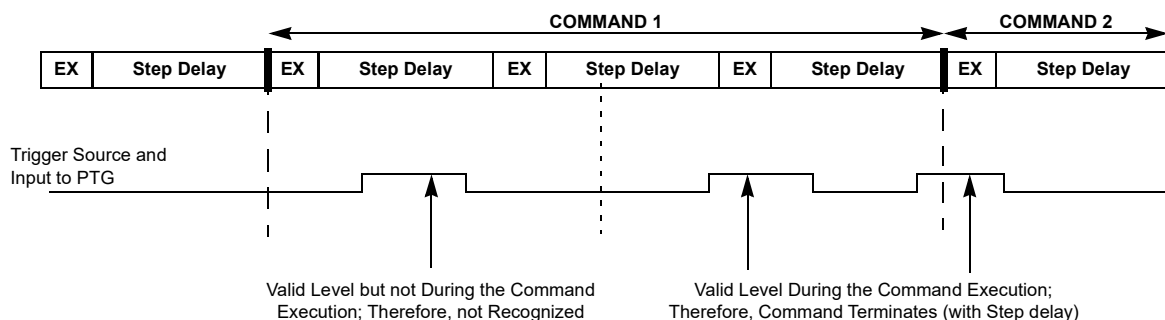 COMMAND 1 COMMAND 2
EX Step Delay EX Step Delay EX Step Delay EX Step Delay EX Step Delay
Trigger Source and
Input to PTG
Valid Level but not During the Command
Execution; Therefore, not Recognized
Valid Level During the Command Execution;
Therefore, Command Terminates (with Step delay)